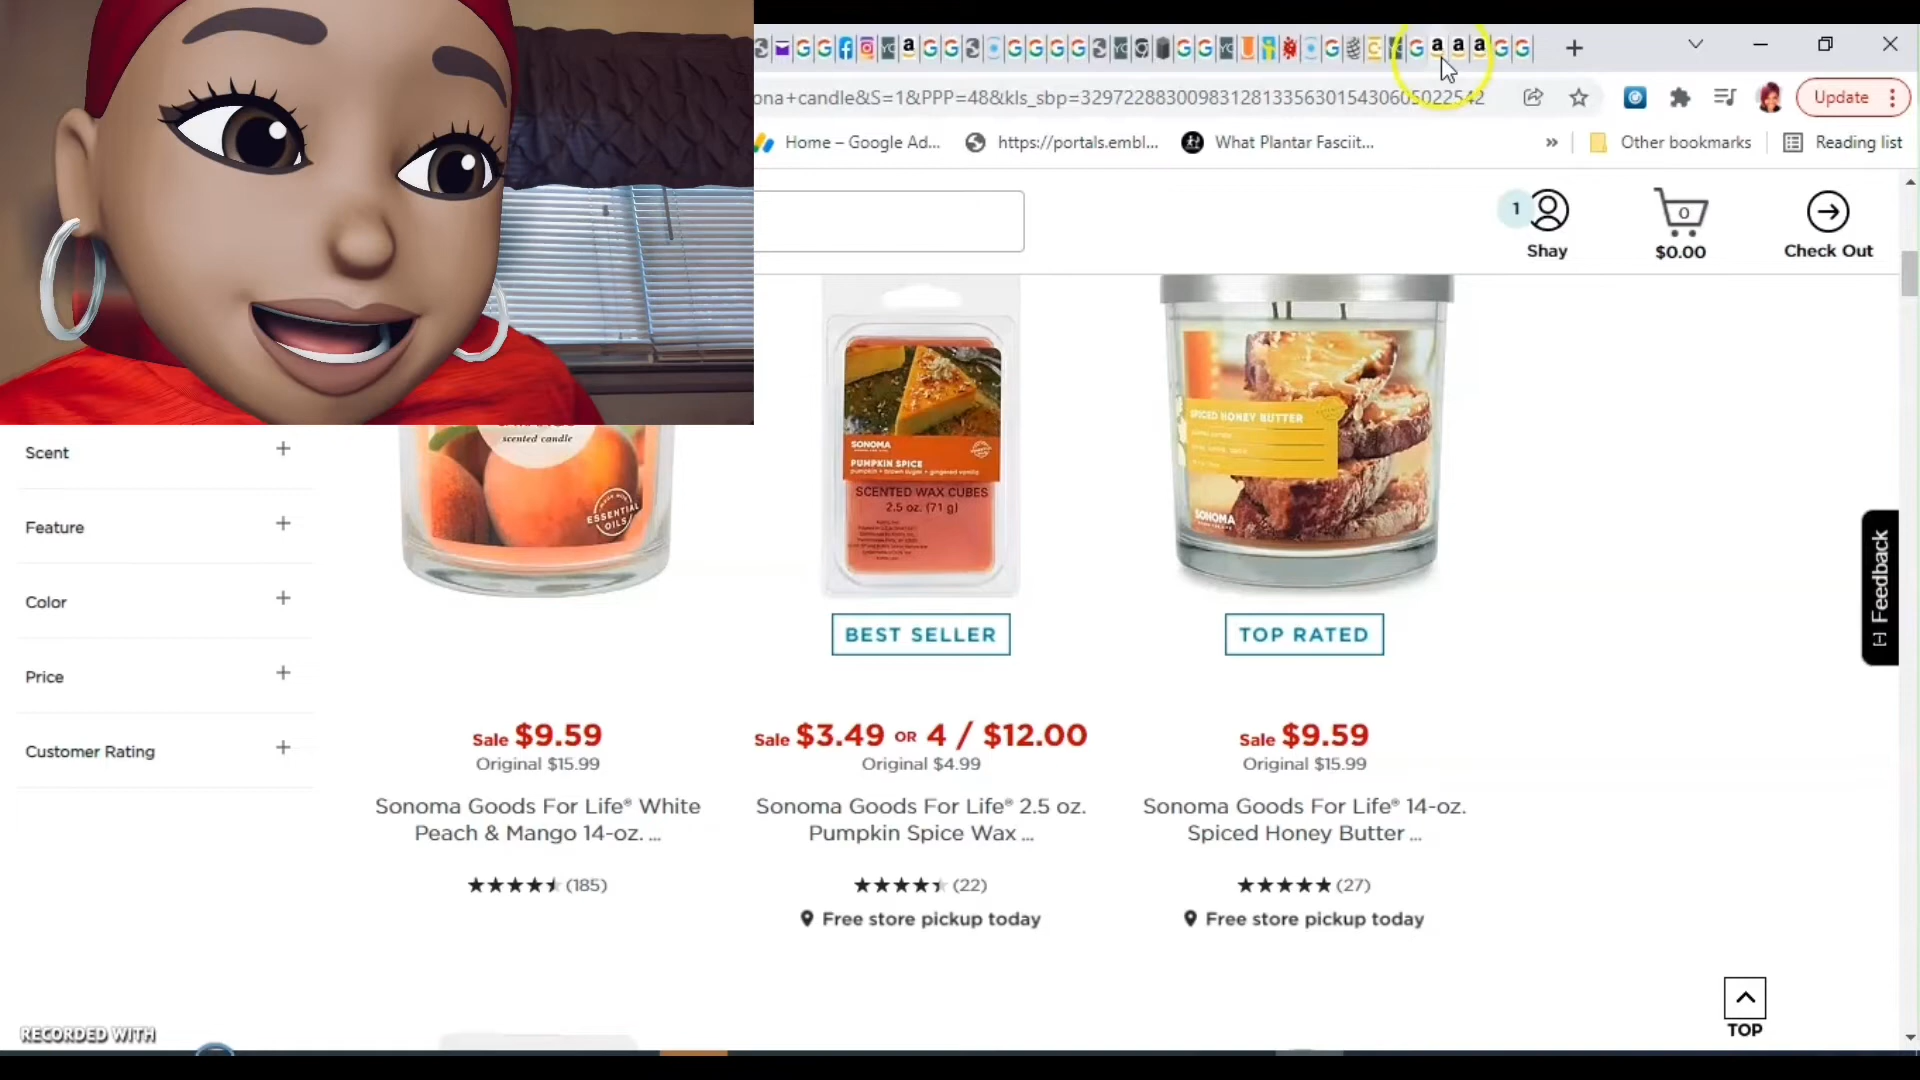 ona+candle&S=1&PPP=48&kls_sbp=32972288300983128133563015430605022542
Update
Home – Google Ad...
https://portals.embl...
What Plantar Fasciit...
»
Other bookmarks
Reading list
1
Shay
0
$0.00
Check Out
Scent
Feature
Color
Price
Customer Rating
scented candle
ESSENTIAL
OILS
SONOMA
PUMPKIN SPICE
pumpkin + brown sugar + gingered vanilla
SCENTED WAX CUBES
2.5 oz. (71 g)
SPICED HONEY BUTTER
SONOMA
BEST SELLER
TOP RATED
Sale $9.59
Original $15.99
Sonoma Goods For Life® White
Peach & Mango 14-oz. ...
(185)
Sale $3.49 OR 4 / $12.00
Original $4.99
Sonoma Goods For Life® 2.5 oz.
Pumpkin Spice Wax ...
(22)
Free store pickup today
Sale $9.59
Original $15.99
Sonoma Goods For Life® 14-oz.
Spiced Honey Butter ...
(27)
Free store pickup today
[-] Feedback
TOP
RECORDED WITH